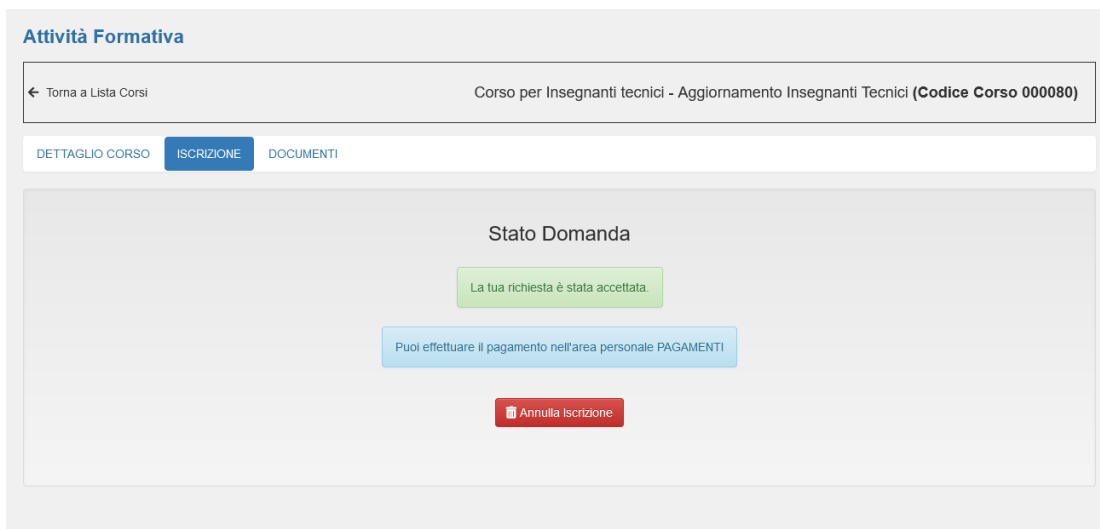 Attività Formativa
← Torna a Lista Corsi
Corso per Insegnanti tecnici - Aggiornamento Insegnanti Tecnici (Codice Corso 000080)
DETTAGLIO CORSO ISCRIZIONE DOCUMENTI
Stato Domanda
La tua richiesta è stata accettata.
Puoi effettuare il pagamento nell'area personale PAGAMENTI
Annulla Iscrizione